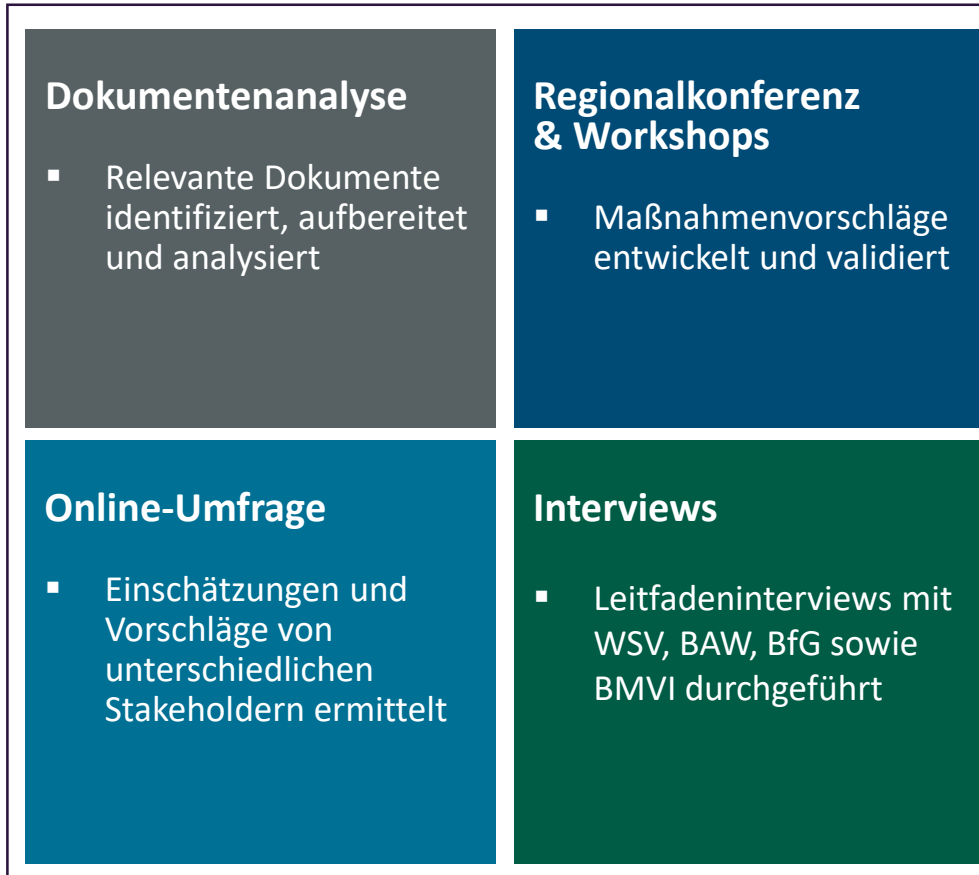 Dokumentenanalyse
▪ Relevante Dokumente
identifiziert, aufbereitet
und analysiert
Regionalkonferenz
& Workshops
▪ Maßnahmenvorschläge
entwickelt und validiert
Online-Umfrage
▪ Einschätzungen und
Vorschläge von
unterschiedlichen
Stakeholdern ermittelt
Interviews
▪ Leitfadeninterviews mit
WSV, BAW, BfG sowie
BMVI durchgeführt